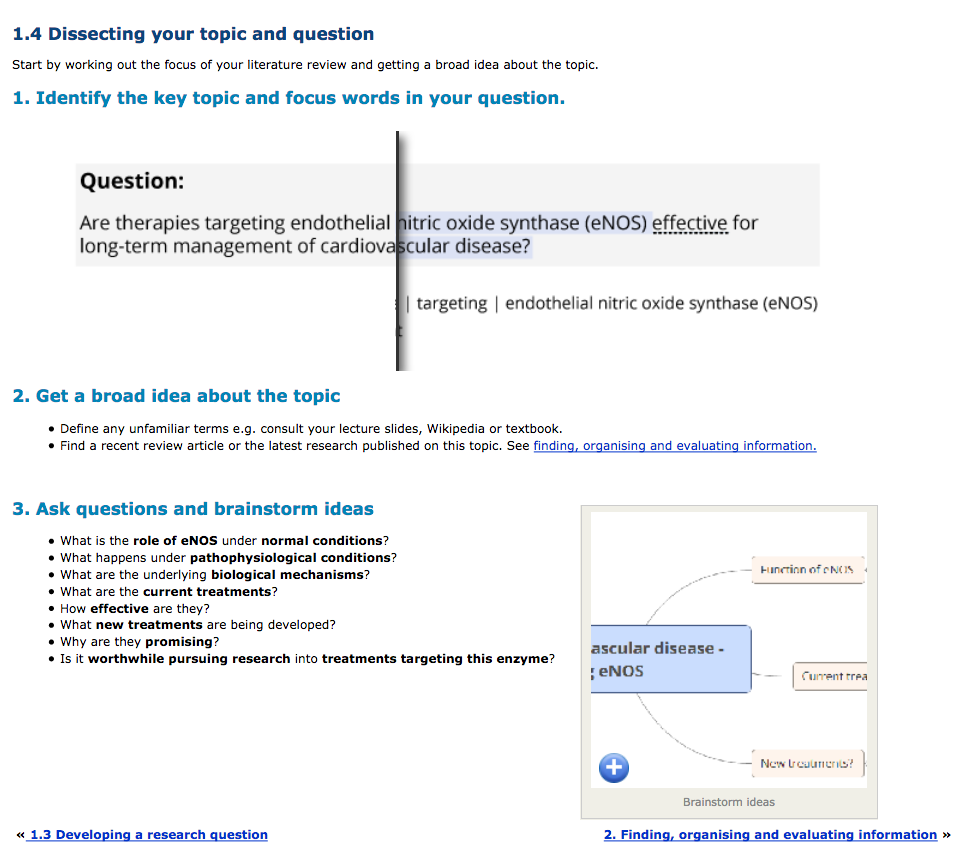 1.4 Dissecting your topic and question
Start by working out the focus of your literature review and getting a broad idea about the topic.
1. Identify the key topic and focus words in your question.
Question:
Are therapies targeting endothelial nitric oxide synthase (eNOS) effective for
long-term management of cardiovascular disease?
| targeting | endothelial nitric oxide synthase (eNOS)
2. Get a broad idea about the topic
• Define any unfamiliar terms e.g. consult your lecture slides, Wikipedia or textbook.
• Find a recent review article or the latest research published on this topic. See finding, organising and evaluating information.
3. Ask questions and brainstorm ideas
• What is the role of eNOS under normal conditions?
• What happens under pathophysiological conditions?
• What are the underlying biological mechanisms?
• What are the current treatments?
• How effective are they?
• What new treatments are being developed?
• Why are they promising?
• Is it worthwhile pursuing research into treatments targeting this enzyme?
Function of eNOS
ascular disease -
eNOS
Current trea
New treatments?
Brainstorm ideas
« 1.3 Developing a research question
2. Finding, organising and evaluating information »